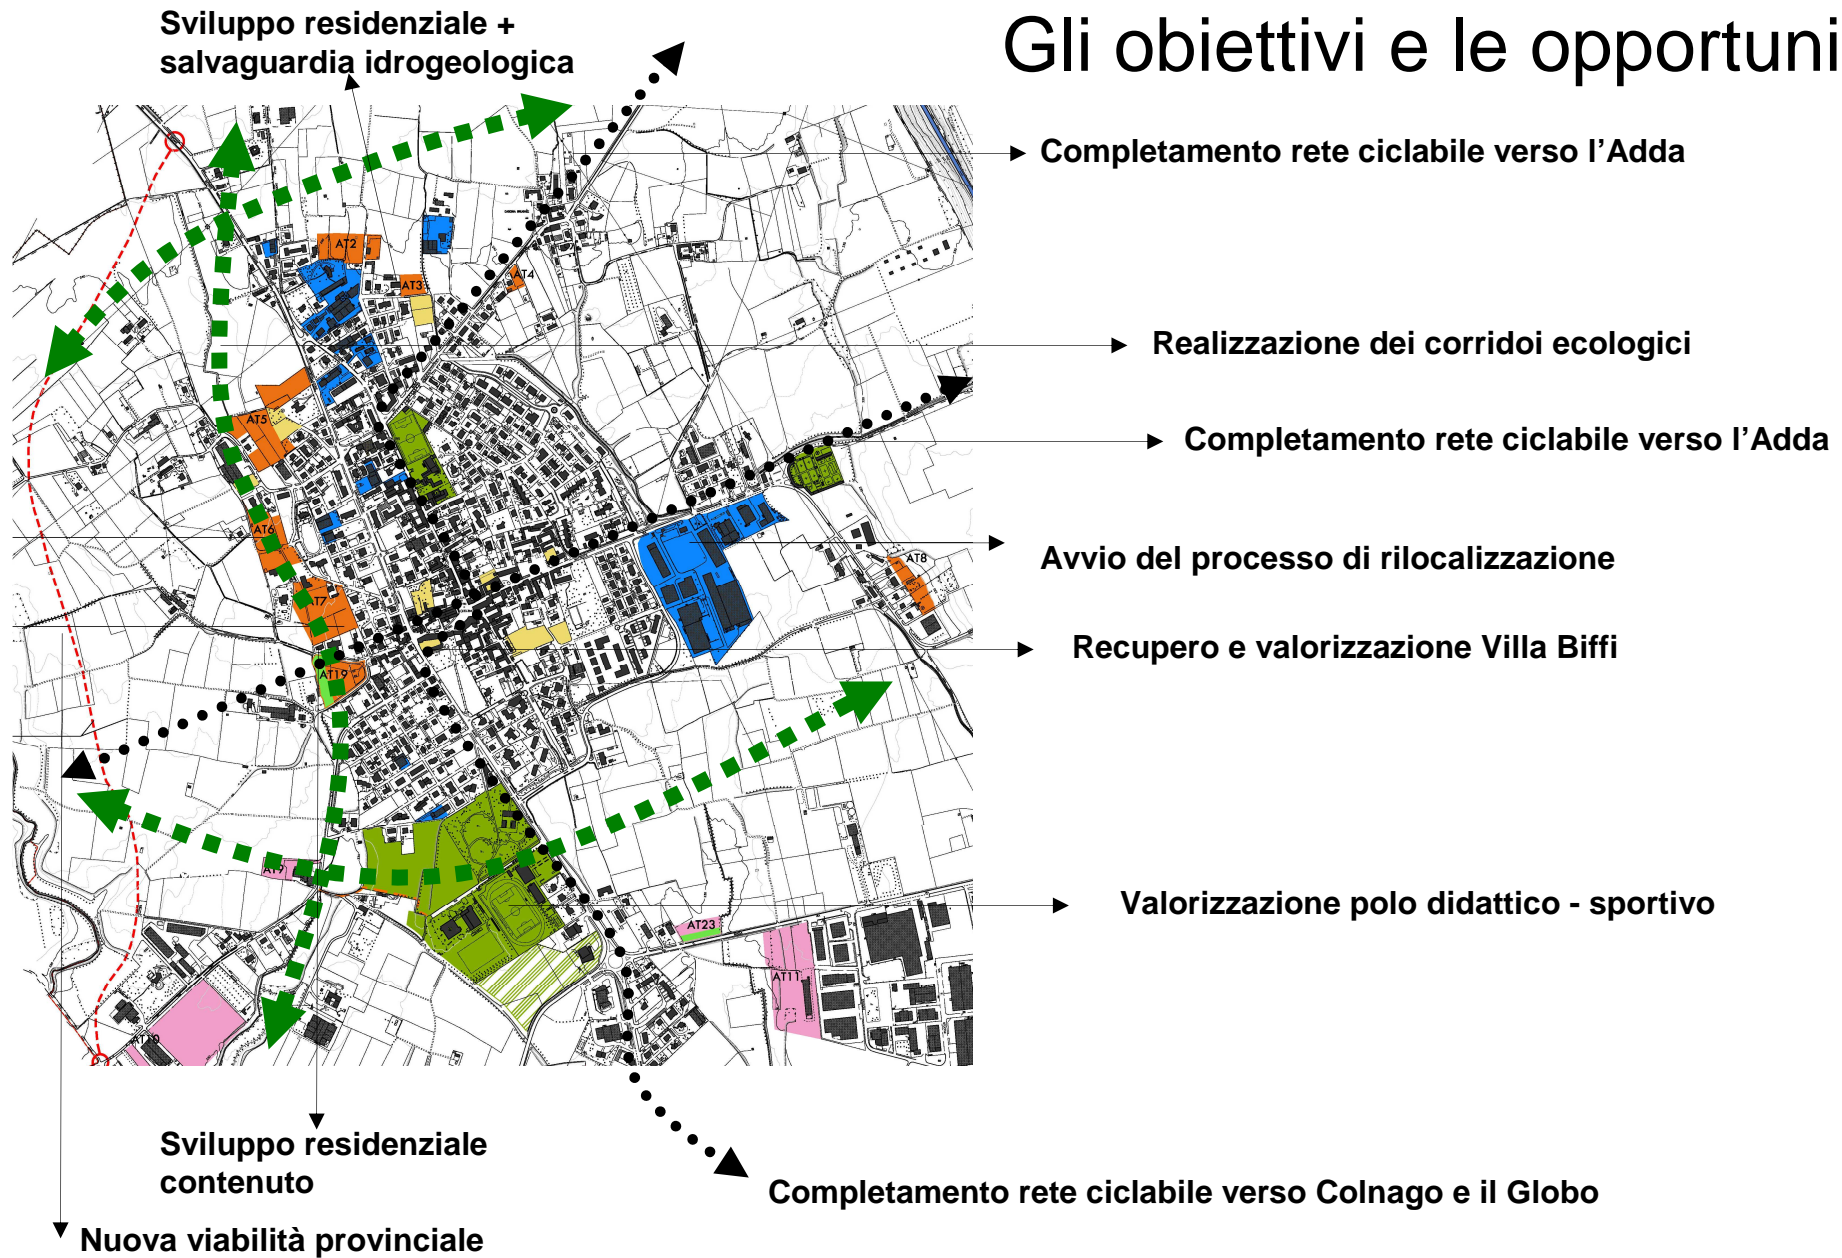 Gli obiettivi e le opportuni
Sviluppo residenziale +
salvaguardia idrogeologica
Completamento rete ciclabile verso l'Adda
AT2
AT3
AT4
Realizzazione dei corridoi ecologici
AT5
Completamento rete ciclabile verso l'Adda
AT6
Avvio del processo di rilocalizzazione
AT8
AT7
Recupero e valorizzazione Villa Biffi
AT19
Valorizzazione polo didattico - sportivo
AT23
AT11
AT10
Sviluppo residenziale
contenuto
Completamento rete ciclabile verso Colnago e il Globo
Nuova viabilità provinciale